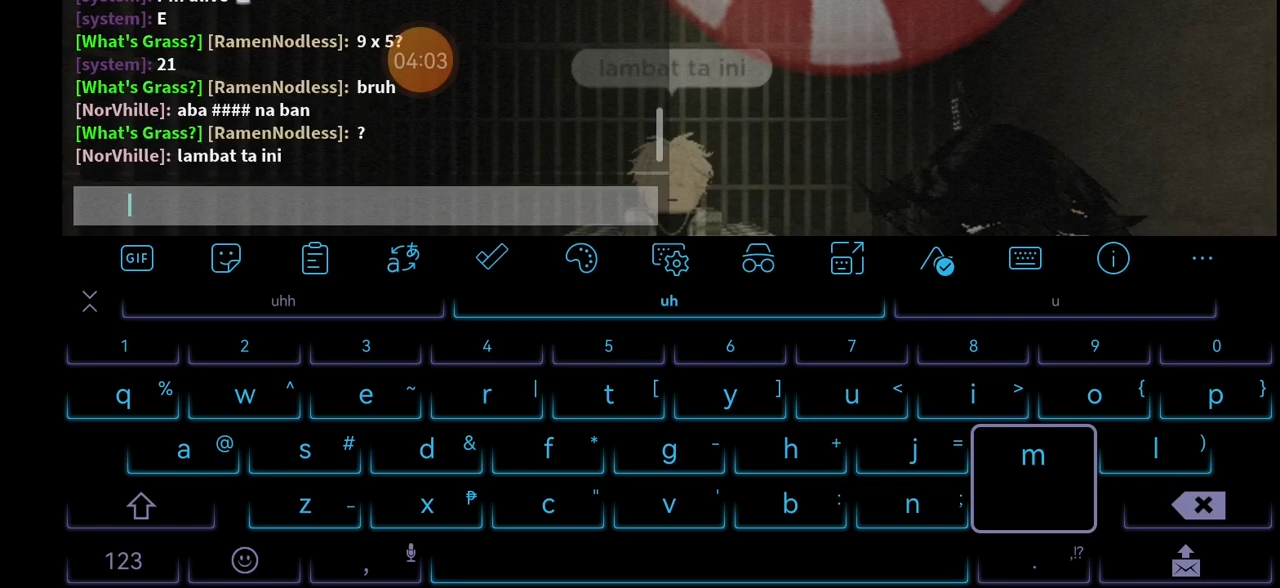 [system]: E
[What's Grass?] [RamenNodless]: 9 x 5?
04:03
[system]: 21
[What's Grass?] [RamenNodless]: bruh
[NorVhille]: aba #### na ban
[What's Grass?] [RamenNodless]: ?
[NorVhille]: lambat ta ini
lambat ta ini
GIF
uhh uh u
1 2 3 4 5 6 7 8 9 0
q % w ^ e ~ r | t [ y ] u < i > o { p }
a @ s # d & f * g - h + j = l )
m
z _ x ₱ c " v ' b : n ;
123 , . ,!?